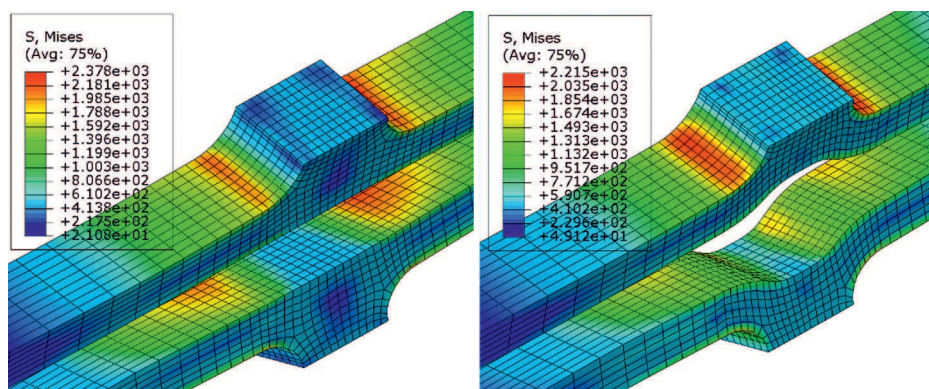 S, Mises
(Avg: 75%)
+2.378e+03
+2.181e+03
+1.985e+03
+1.788e+03
+1.592e+03
+1.396e+03
+1.199e+03
+1.003e+03
+8.066e+02
+6.102e+02
+4.138e+02
+2.175e+02
+2.108e+01
S, Mises
(Avg: 75%)
+2.215e+03
+2.035e+03
+1.854e+03
+1.674e+03
+1.493e+03
+1.313e+03
+1.132e+03
+9.517e+02
+7.712e+02
+5.907e+02
+4.102e+02
+2.296e+02
+4.912e+01